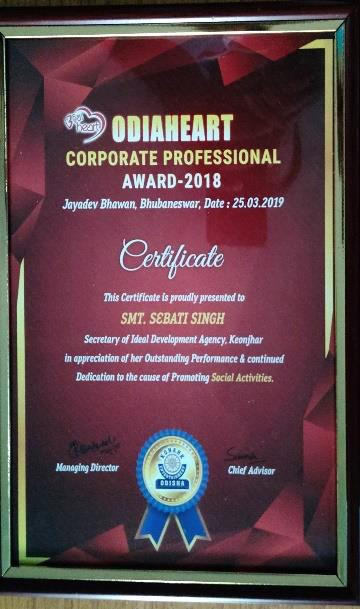 ODIAHEART
CORPORATE PROFESSIONAL
AWARD-2018
Jayadev Bhawan, Bhubaneswar, Date : 25.03.2019
Certificate
This Certificate is proudly presented to
SMT. SEBATI SINGH
Secretary of Ideal Development Agency, Keonjhar
in appreciation of her Outstanding Performance & continued
Dedication to the cause of Promoting Social Activities.
Managing Director
KONARK
ODISHA
Chief Advisor